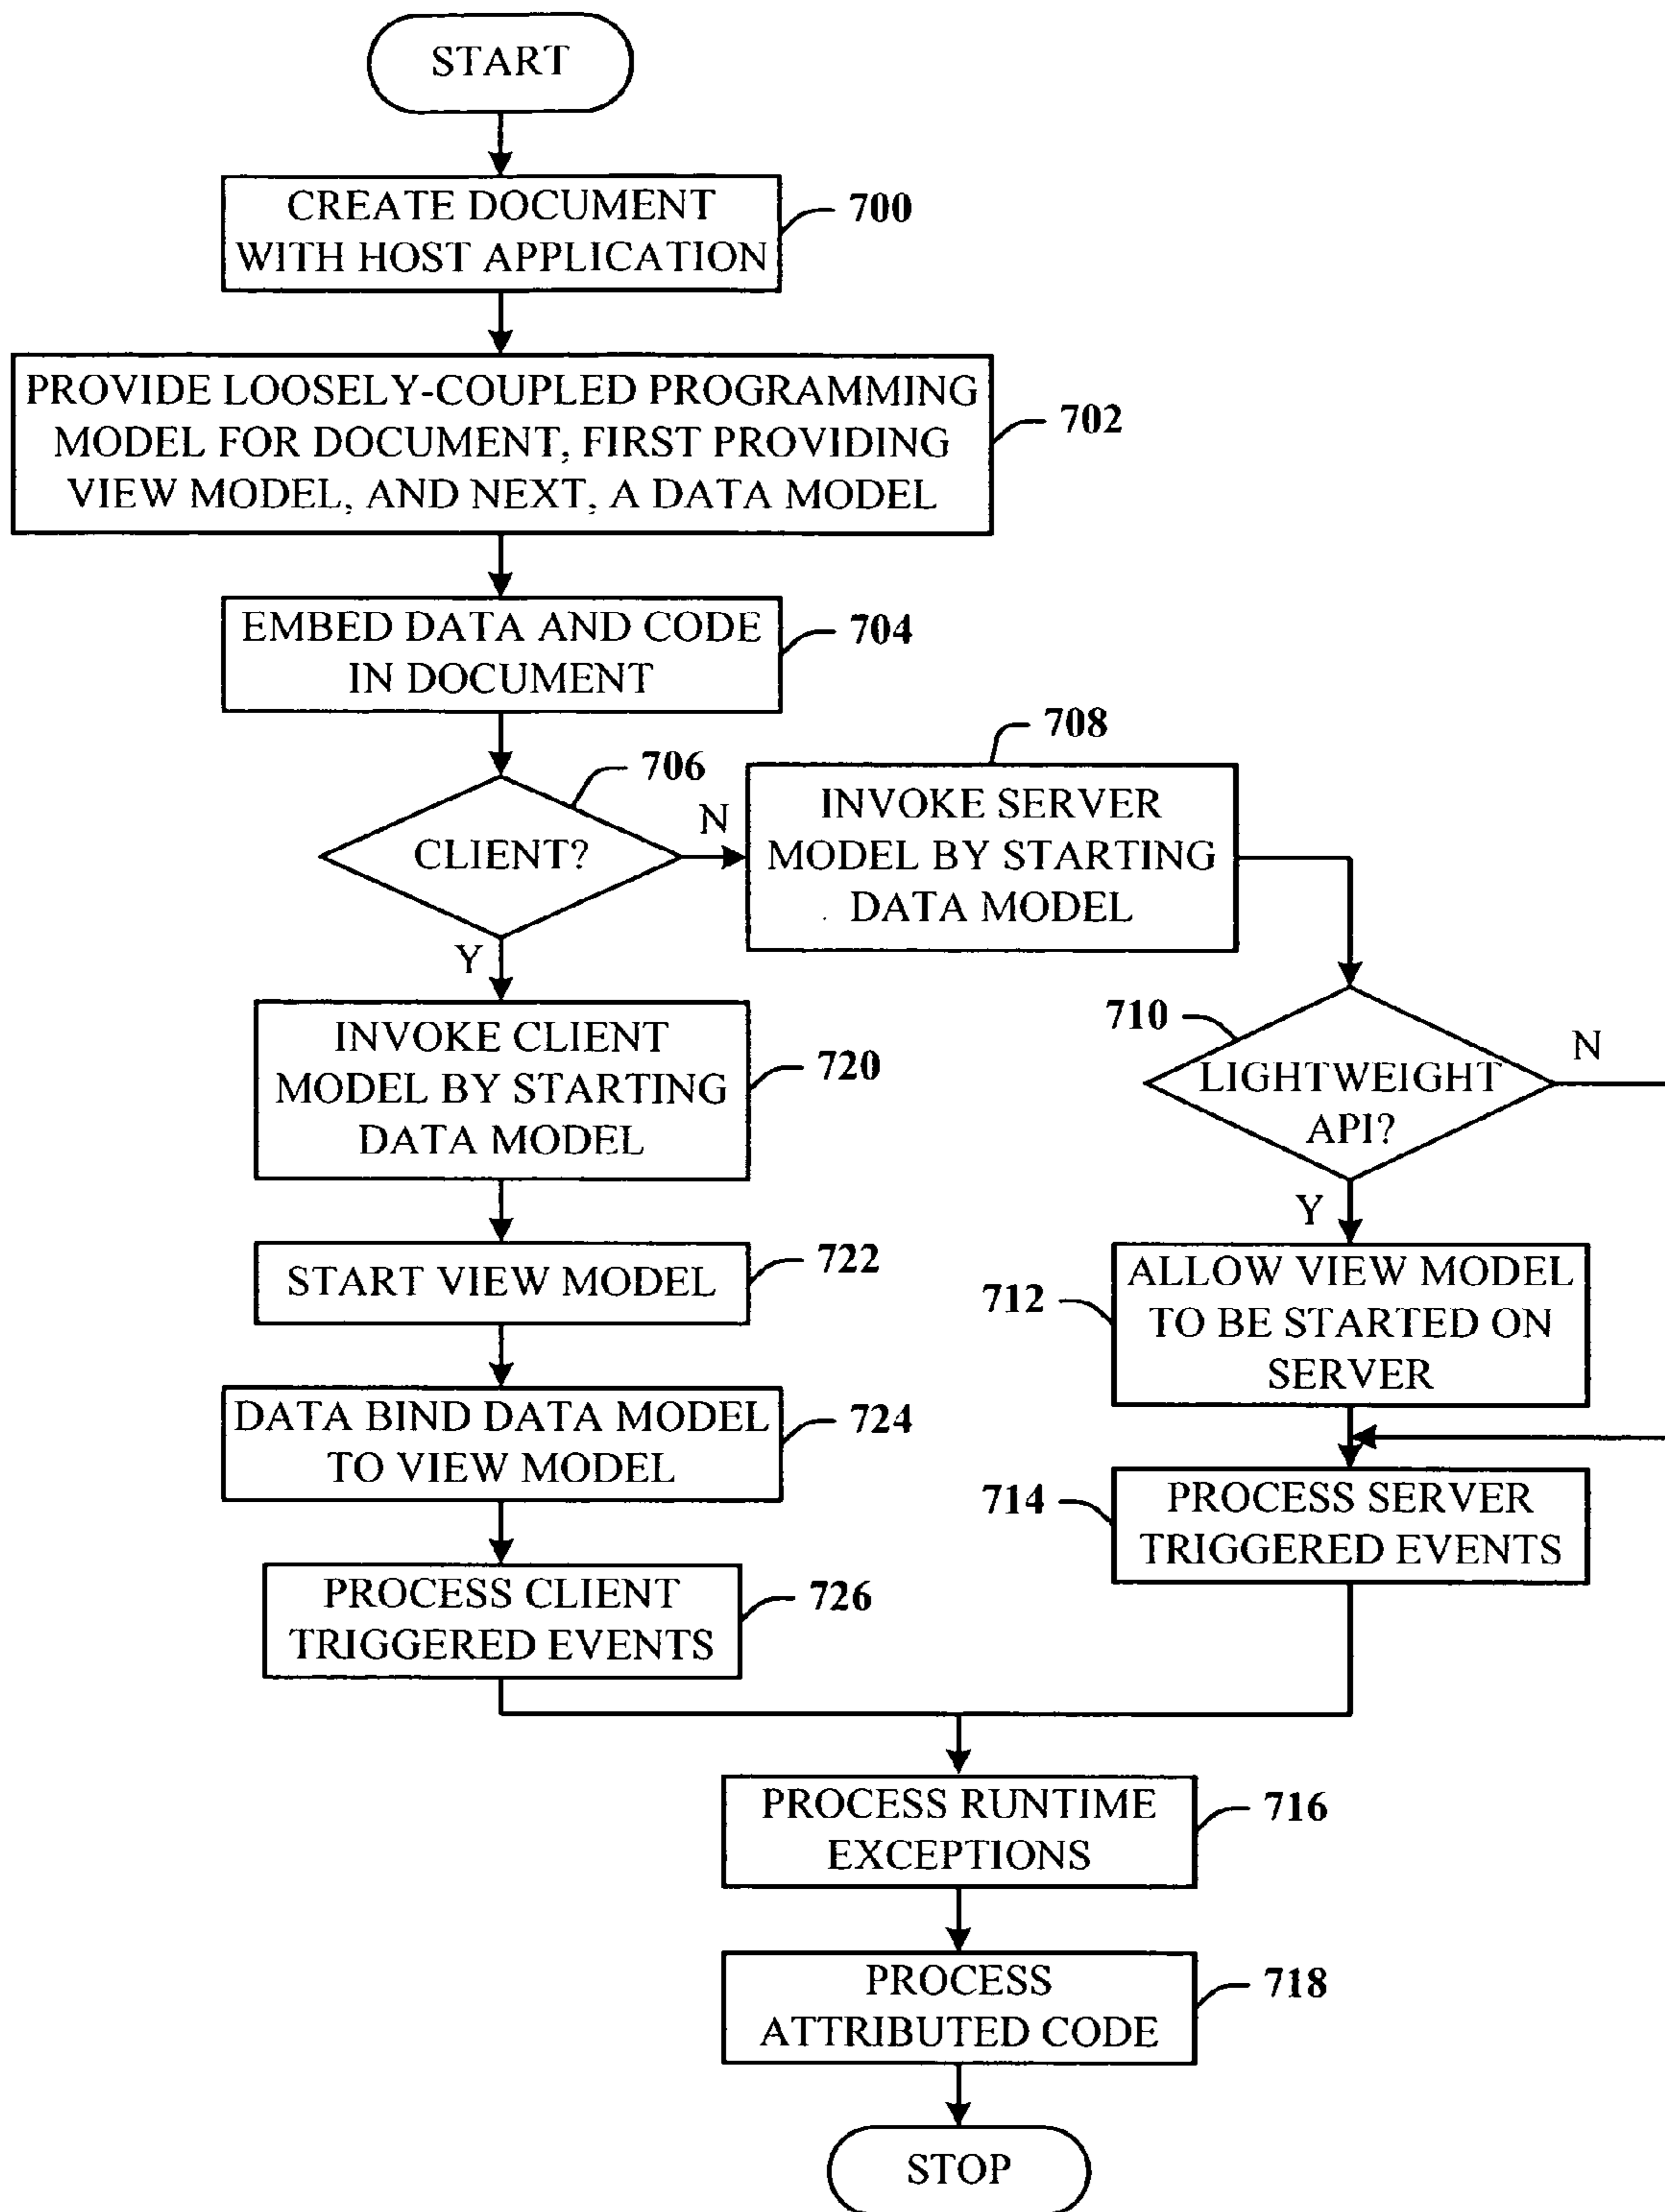 START
CREATE DOCUMENT
WITH HOST APPLICATION
700
PROVIDE LOOSELY-COUPLED PROGRAMMING
MODEL FOR DOCUMENT, FIRST PROVIDING
VIEW MODEL, AND NEXT, A DATA MODEL
702
EMBED DATA AND CODE
IN DOCUMENT
704
706
CLIENT?
N
Y
708
INVOKE SERVER
MODEL BY STARTING
DATA MODEL
710
LIGHTWEIGHT
API?
N
Y
INVOKE CLIENT
MODEL BY STARTING
DATA MODEL
720
START VIEW MODEL
722
712
ALLOW VIEW MODEL
TO BE STARTED ON
SERVER
DATA BIND DATA MODEL
TO VIEW MODEL
724
714
PROCESS SERVER
TRIGGERED EVENTS
PROCESS CLIENT
TRIGGERED EVENTS
726
PROCESS RUNTIME
EXCEPTIONS
716
PROCESS
ATTRIBUTED CODE
718
STOP